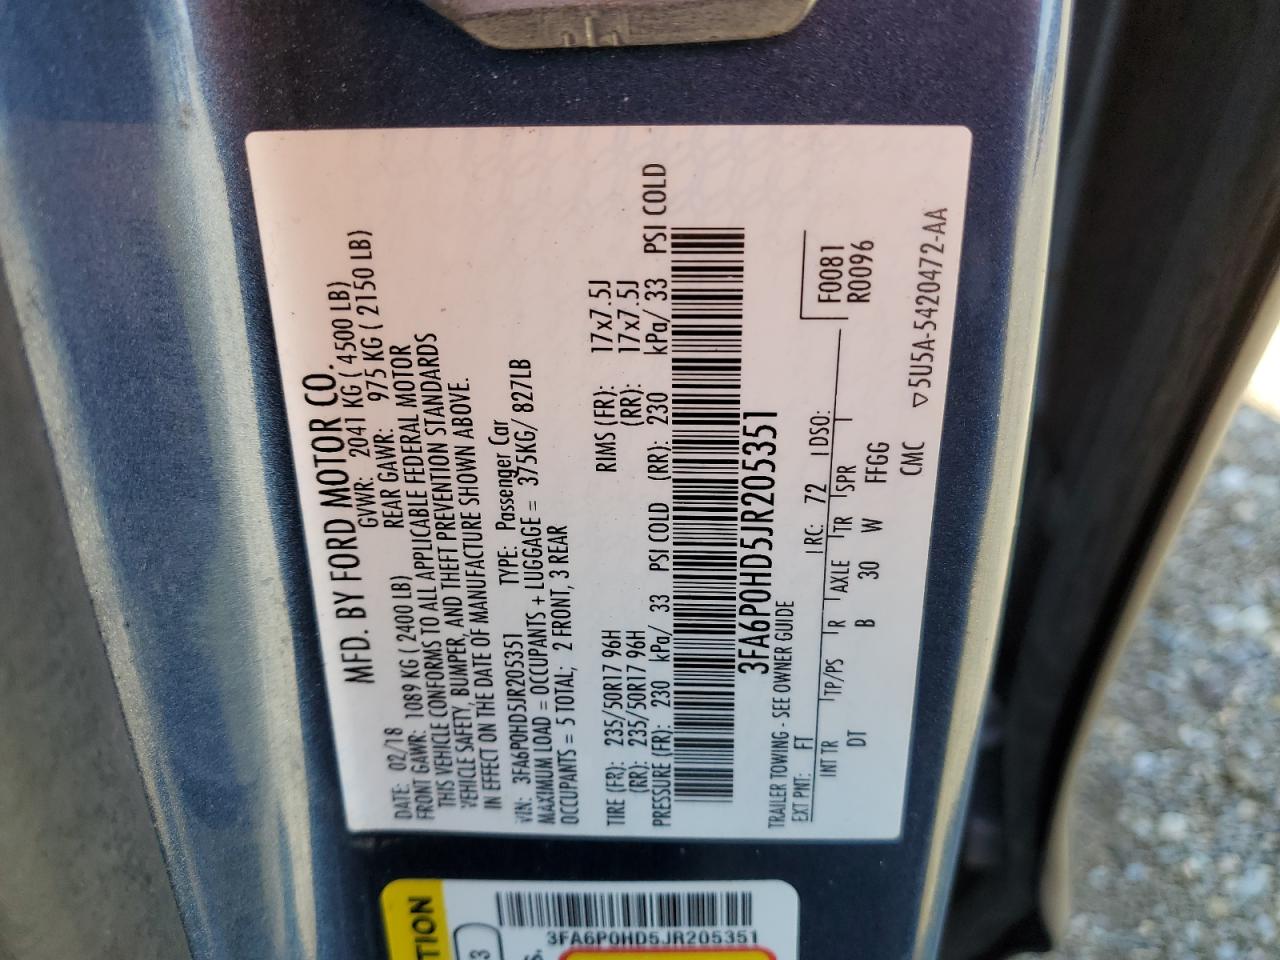 MFD. BY FORD MOTOR CO.
DATE: 02/18 GVWR: 2041 KG ( 4500 LB)
FRONT GAWR: 1089 KG ( 2400 LB) REAR GAWR: 975 KG ( 2150 LB)
THIS VEHICLE CONFORMS TO ALL APPLICABLE FEDERAL MOTOR
VEHICLE SAFETY, BUMPER, AND THEFT PREVENTION STANDARDS
IN EFFECT ON THE DATE OF MANUFACTURE SHOWN ABOVE.
VIN: 3FA6P0HD5JR205351 TYPE: Passenger Car
MAXIMUM LOAD = OCCUPANTS + LUGGAGE = 375KG/ 827LB
OCCUPANTS = 5 TOTAL; 2 FRONT, 3 REAR
TIRE (FR): 235/50R17 96H RIMS (FR): 17x7.5J
(RR): 235/50R17 96H (RR): 17x7.5J
PRESSURE (FR): 230 kPa/ 33 PSI COLD (RR): 230 kPa/ 33 PSI COLD
3FA6P0HD5JR205351
TRAILER TOWING - SEE OWNER GUIDE
EXT PNT: FT RC: 72 DSO: F0081
R0096
INT TR TP/PS R AXLE TR SPR
DT B 30 W FFGG
CMC ▽5U5A-5420472-AA
3FA6P0HD5JR205351